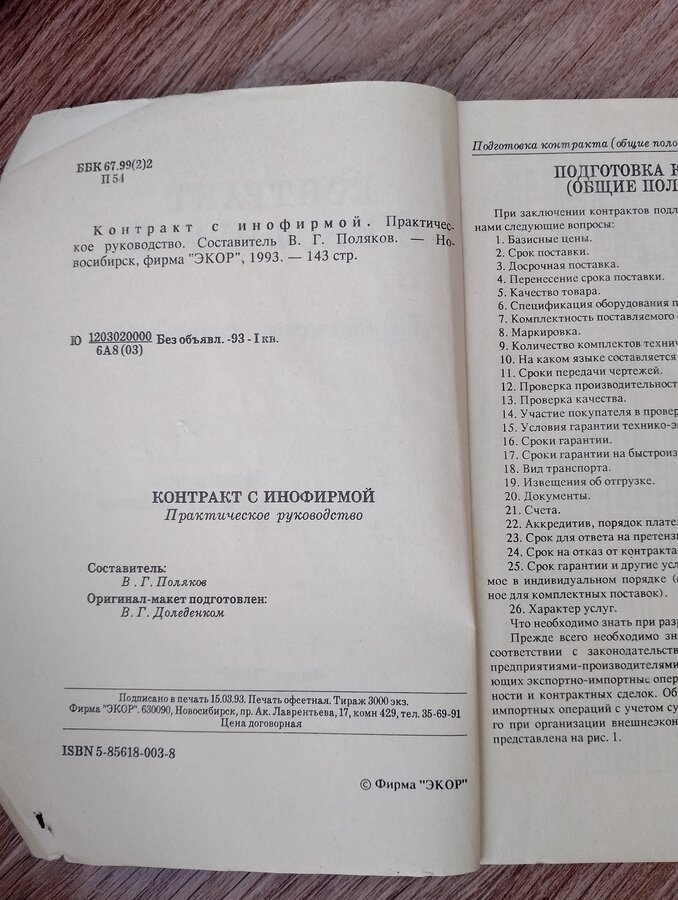 ББК 67.99(2)2
П 54
Контракт с инофирмой. Практичес-
кое руководство. Составитель В. Г. Поляков. — Но-
восибирск, фирма "ЭКОР", 1993. — 143 стр.
Ю 1203020000 Без объявл. -93 - I кв.
6А8 (03)
КОНТРАКТ С ИНОФИРМОЙ
Практическое руководство
Составитель:
В. Г. Поляков
Оригинал-макет подготовлен:
В. Г. Доледенком
Подписано в печать 15.03.93. Печать офсетная. Тираж 3000 экз.
Фирма "ЭКОР". 630090, Новосибирск, пр. Ак. Лаврентьева, 17, комн 429, тел. 35-69-91
Цена договорная
ISBN 5-85618-003-8
© Фирма "ЭКОР"
Подготовка контракта (общие поло
ПОДГОТОВКА К
(ОБЩИЕ ПОЛ
При заключении контрактов подл
нами следующие вопросы:
1. Базисные цены.
2. Срок поставки.
3. Досрочная поставка.
4. Перенесение срока поставки.
5. Качество товара.
6. Спецификация оборудования п
7. Комплектность поставляемого
8. Маркировка.
9. Количество комплектов технич
10. На каком языке составляется
11. Сроки передачи чертежей.
12. Проверка производительност
13. Проверка качества.
14. Участие покупателя в провер
15. Условия гарантии технико-э
16. Сроки гарантии.
17. Сроки гарантии на быстроиз
18. Вид транспорта.
19. Извещения об отгрузке.
20. Документы.
21. Счета.
22. Аккредитив, порядок плате
23. Срок для ответа на претенз
24. Срок на отказ от контракта
25. Срок гарантии и другие усл
мое в индивидуальном порядке (
ное для комплектных поставок).
26. Характер услуг.
Что необходимо знать при разр
Прежде всего необходимо зн
соответствии с законодательств
предприятиями-производителями
ющих экспортно-импортные опер
ности и контрактных сделок. Об
импортных операций с учетом су
го при организации внешнеэкон
представлена на рис. 1.